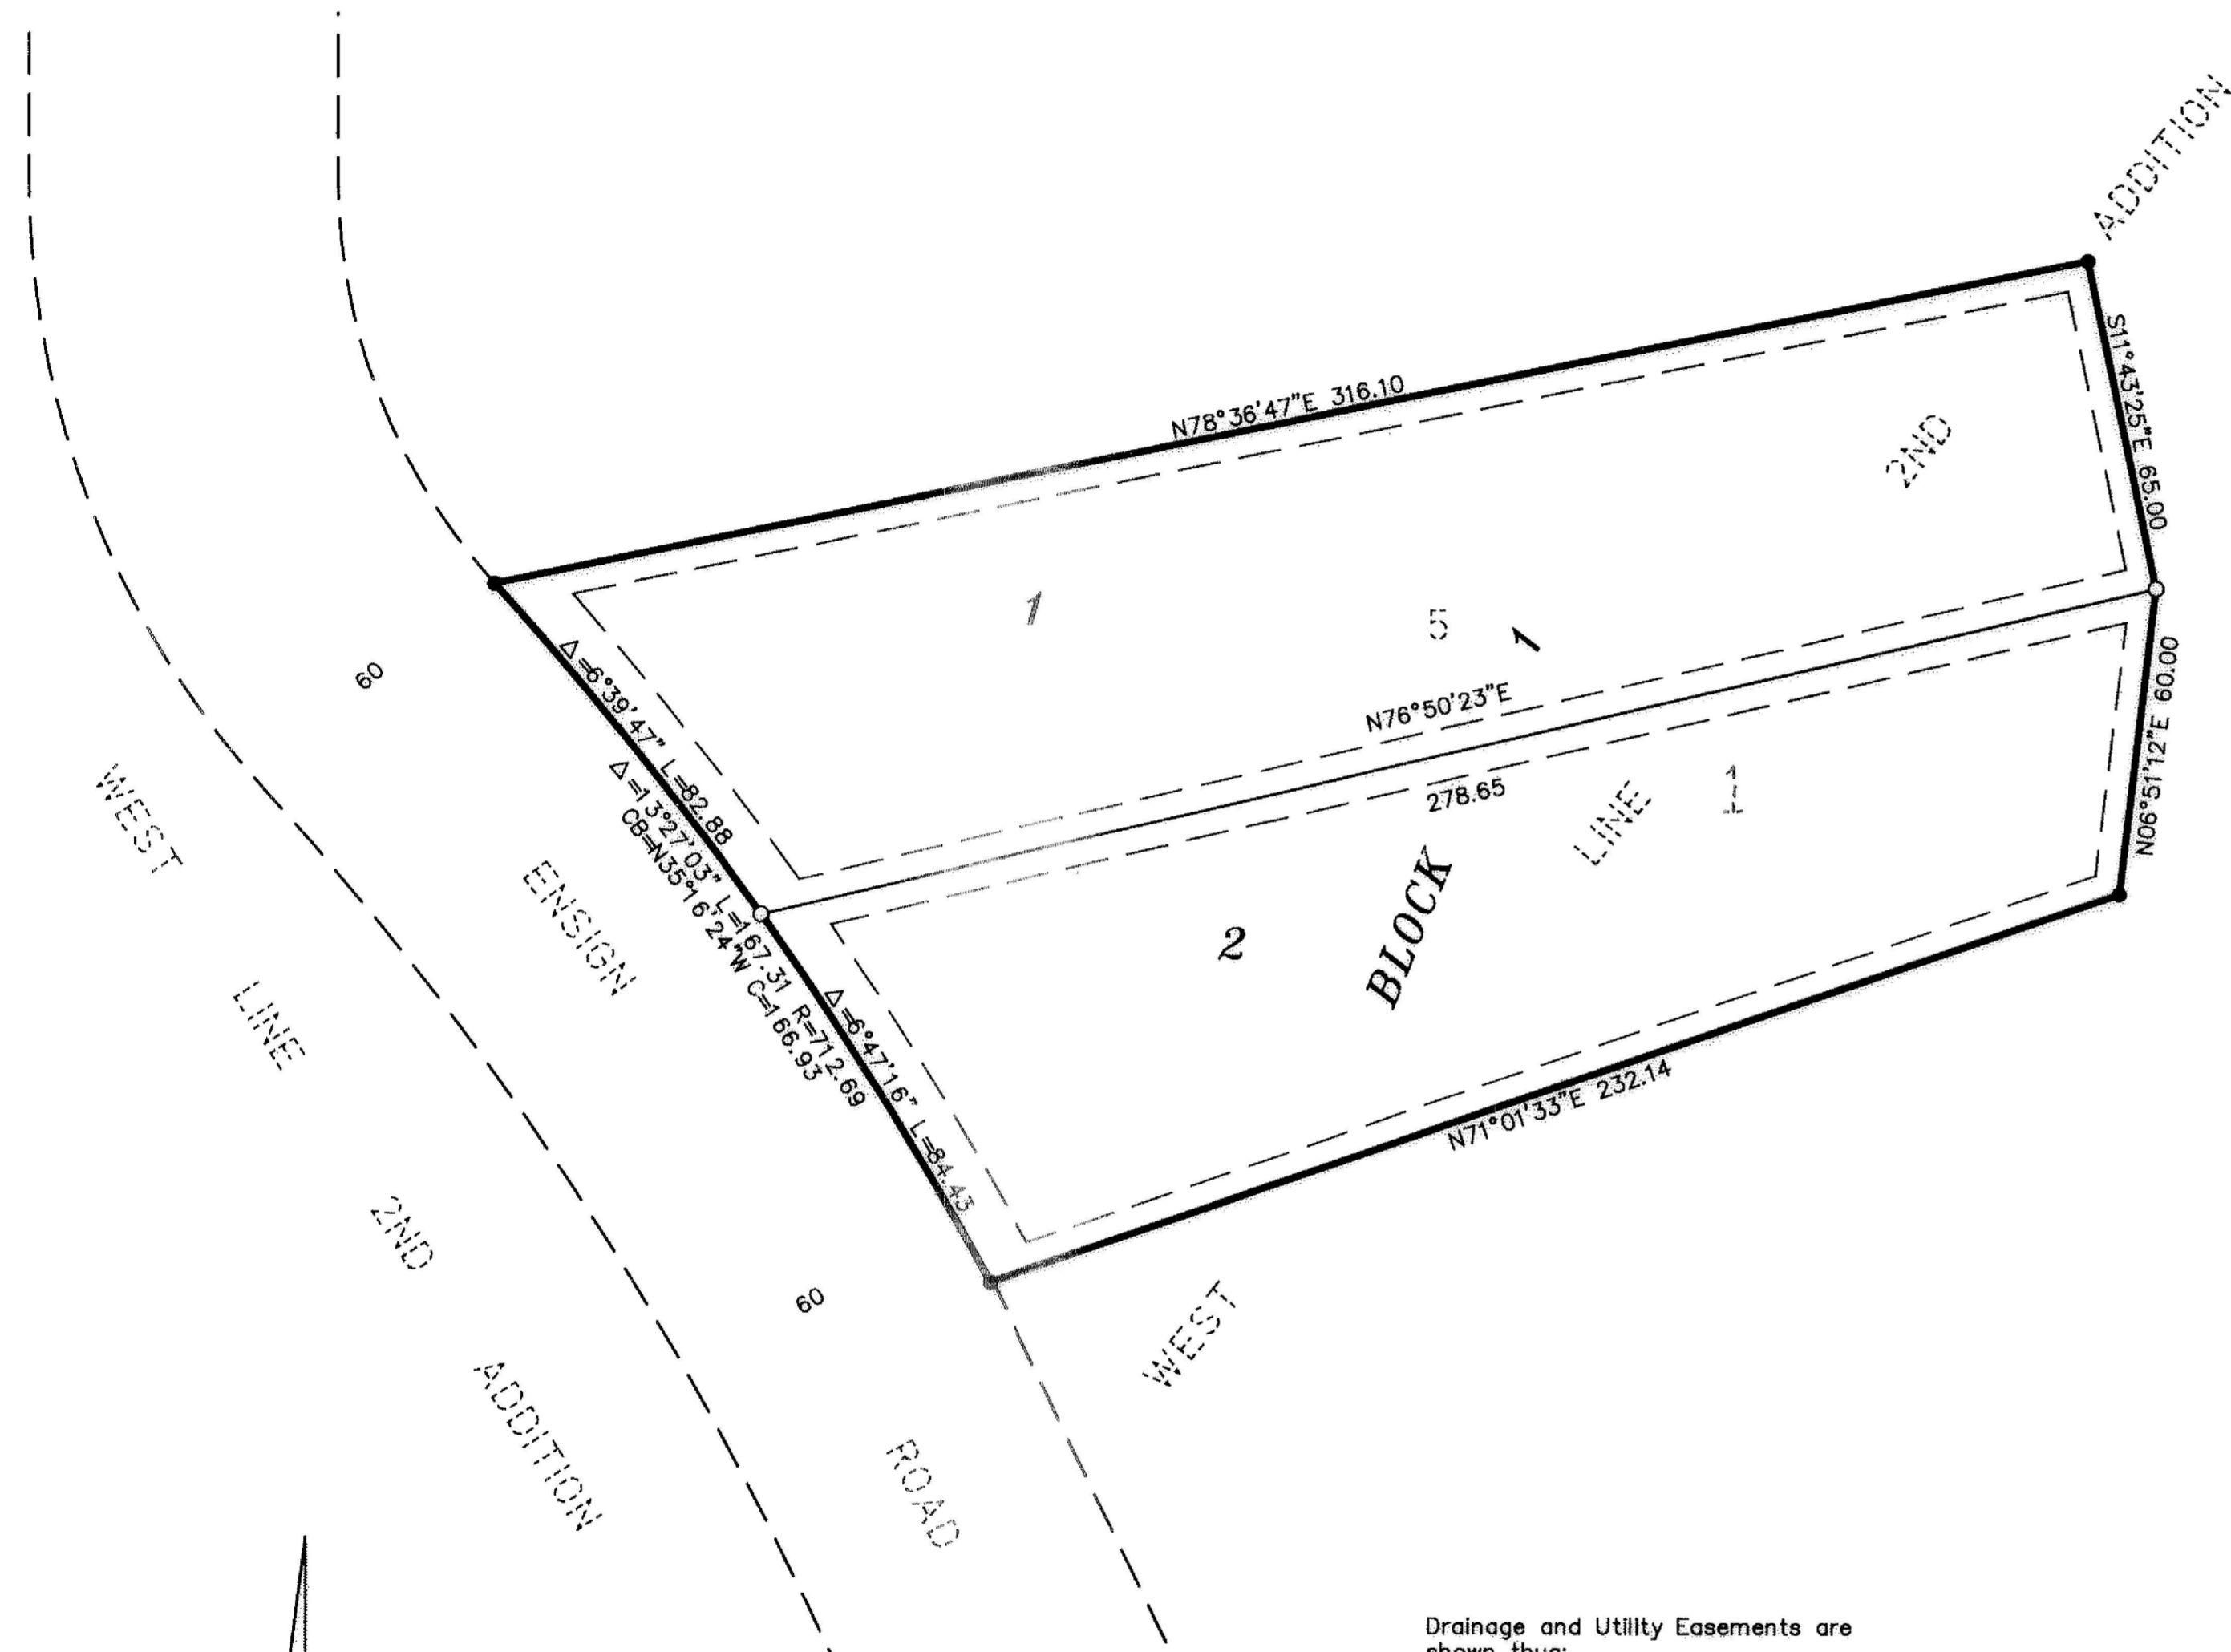 ADDITION
N78°36'47"E 316.10
S11°43'25"E 65.00
2ND
1
5
1
60
Δ=6°39'47" L=82.88
N76°50'23"E
278.65
N06°51'12"E 60.00
Δ=13°27'03" L=167.31 R=712.69
CB=N35°16'24"W C=166.93
WEST
LINE
1
ENSIGN
BLOCK
2
LINE
Δ=6°47'16" L=84.43
N71°01'33"E 232.14
2ND
60
WEST
ADDITION
ROAD
Drainage and Utility Easements are
shown thus: